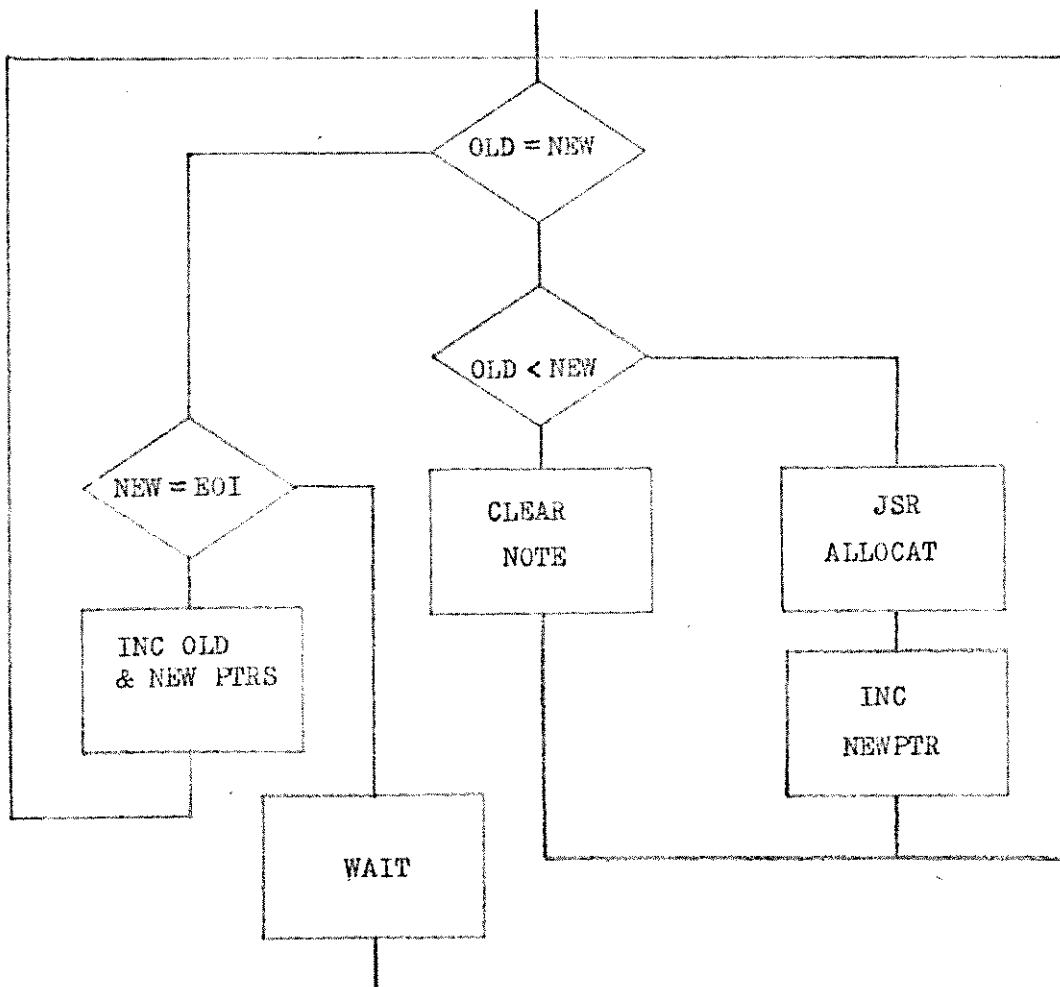 OLD = NEW
OLD < NEW
NEW = EOI
CLEAR
NOTE
JSR
ALLOCAT
INC OLD
& NEW PTRS
INC
NEWPTR
WAIT